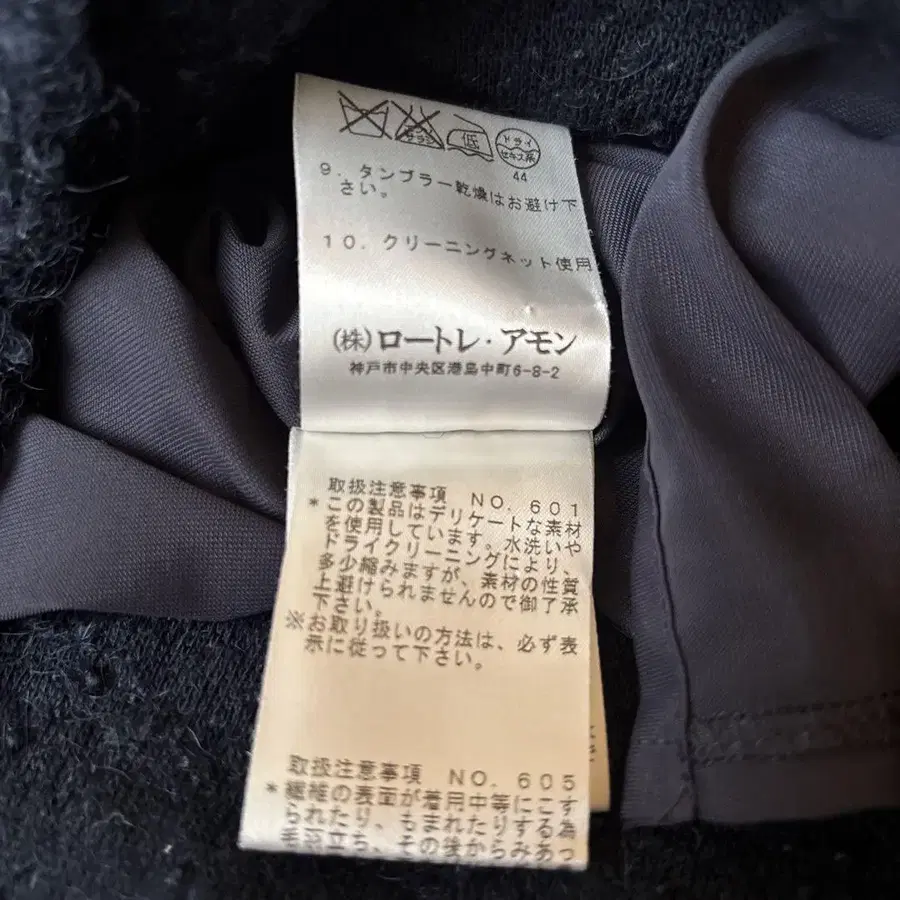 エンソ
サラシ
低
ドライ
セキユ系
44
9. タンブラー乾燥はお避け下
さい。
10. クリーニングネット使用
(株)ロートレ・アモン
神戸市中央区港島中町6-8-2
取扱注意事項 NO. 601
* この製品はデリケートな素材
を使用しています。水洗いや
ドライクリーニングにより、
多少縮みますが、素材の性質
上避けられませんので御了承
下さい。
※お取り扱いの方法は、必ず表
示に従って下さい。
取扱注意事項 NO. 605
* 繊維の表面が着用中等にこす
られたり、もまれたりする為
毛羽立ち、その後からみあっ